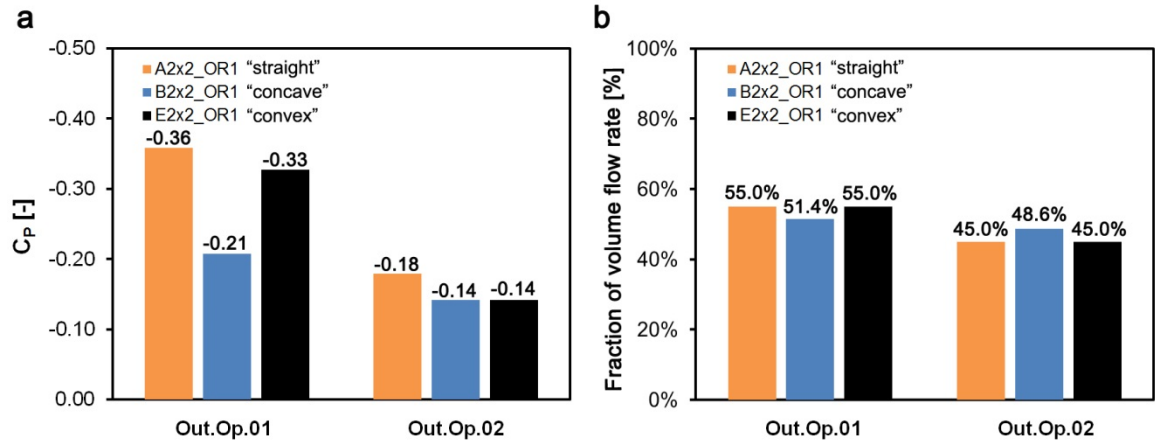 a
-0.50
-0.40
-0.30
-0.20
-0.10
0.00
CP [-]
A2x2_OR1 “straight”
B2x2_OR1 “concave”
E2x2_OR1 “convex”
-0.36
-0.21
-0.33
-0.18
-0.14
-0.14
Out.Op.01
Out.Op.02
b
100%
80%
60%
40%
20%
0%
Fraction of volume flow rate [%]
A2x2_OR1 “straight”
B2x2_OR1 “concave”
E2x2_OR1 “convex”
55.0%
51.4%
55.0%
45.0%
48.6%
45.0%
Out.Op.01
Out.Op.02